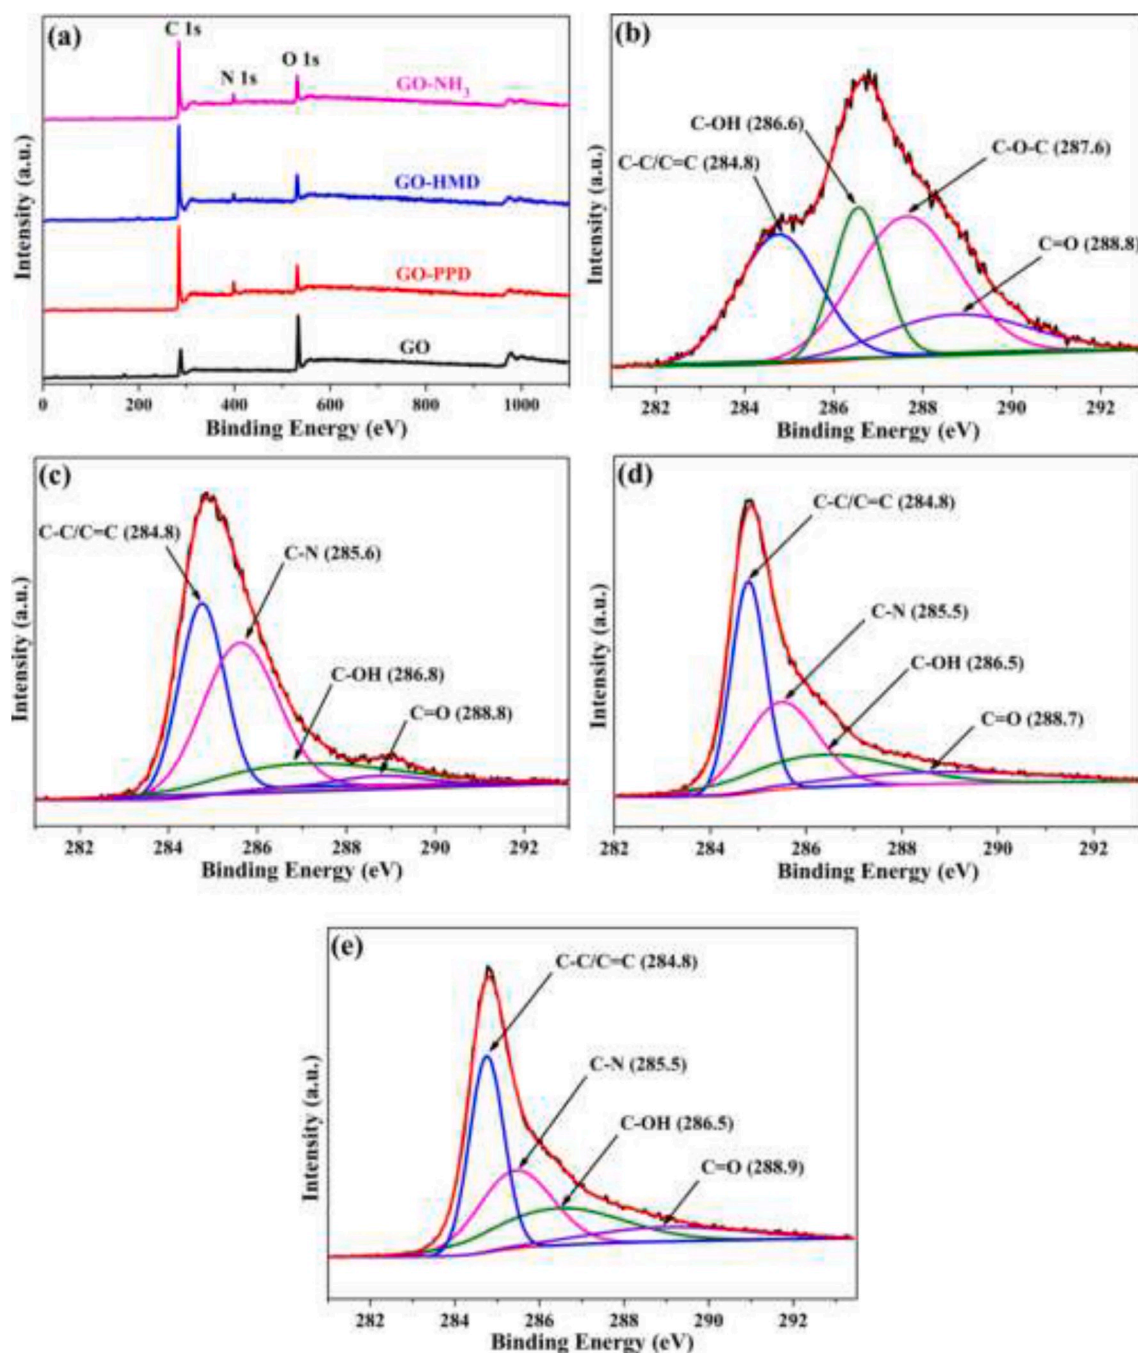 (a)
C 1s
N 1s
O 1s
GO-NH₃
GO-HMD
GO-PPD
GO
Intensity (a.u.)
0 200 400 600 800 1000
Binding Energy (eV)
(b)
C-OH (286.6)
C-C/C=C (284.8)
C-O-C (287.6)
C=O (288.8)
Intensity (a.u.)
282 284 286 288 290 292
Binding Energy (eV)
(c)
C-C/C=C (284.8)
C-N (285.6)
C-OH (286.8)
C=O (288.8)
Intensity (a.u.)
282 284 286 288 290 292
Binding Energy (eV)
(d)
C-C/C=C (284.8)
C-N (285.5)
C-OH (286.5)
C=O (288.7)
Intensity (a.u.)
282 284 286 288 290 292
Binding Energy (eV)
(e)
C-C/C=C (284.8)
C-N (285.5)
C-OH (286.5)
C=O (288.9)
Intensity (a.u.)
282 284 286 288 290 292
Binding Energy (eV)